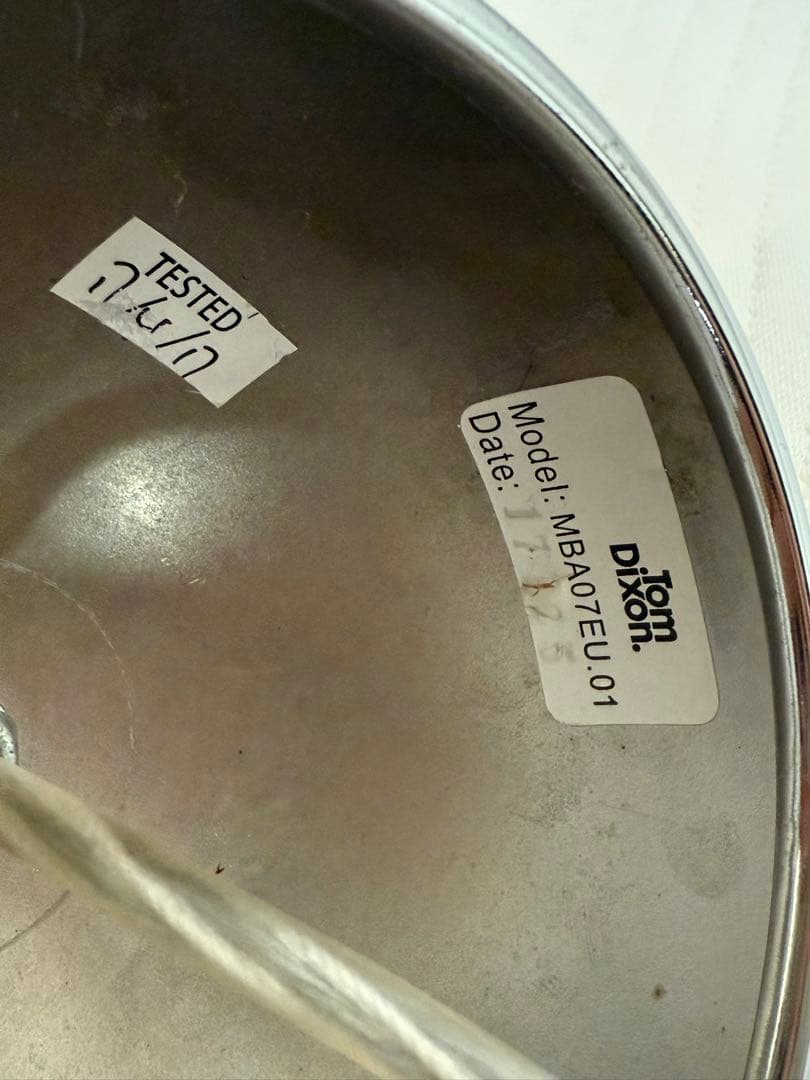 TESTED
Tom
Dixon.
Model: MBA07EU.01
Date: